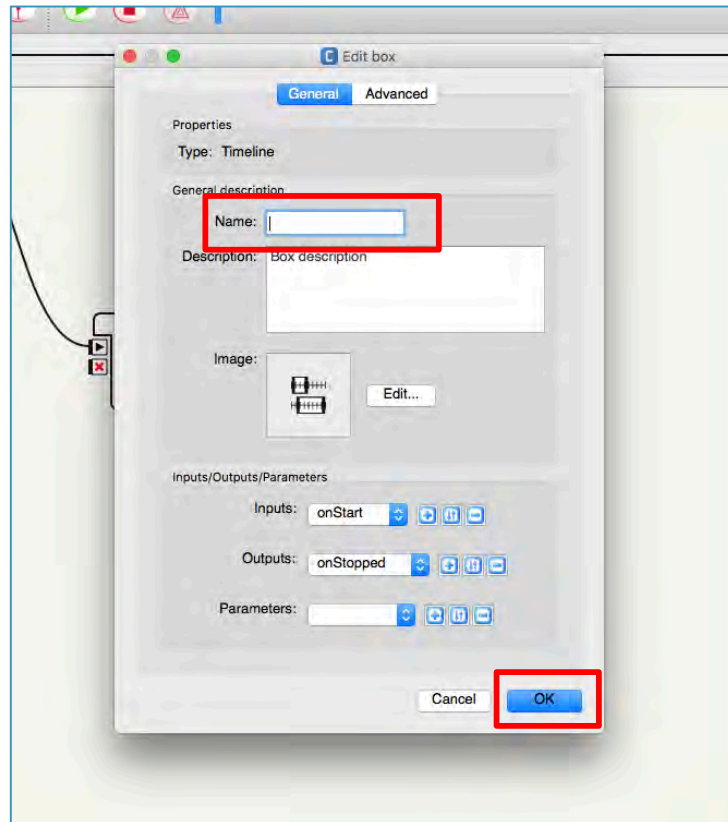 Edit box
General Advanced
Properties
Type: Timeline
General description
Name:
Description: Box description
Image:
Edit...
Inputs/Outputs/Parameters
Inputs: onStart
Outputs: onStopped
Parameters:
Cancel OK